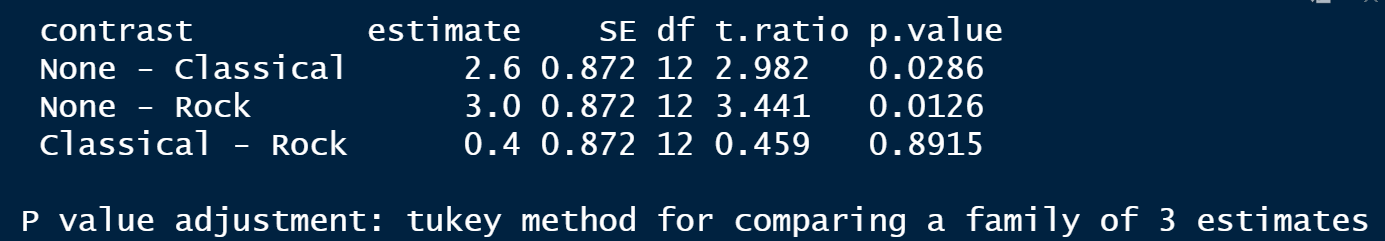 contrast estimate SE df t.ratio p.value
None - Classical 2.6 0.872 12 2.982 0.0286
None - Rock 3.0 0.872 12 3.441 0.0126
Classical - Rock 0.4 0.872 12 0.459 0.8915
P value adjustment: tukey method for comparing a family of 3 estimates